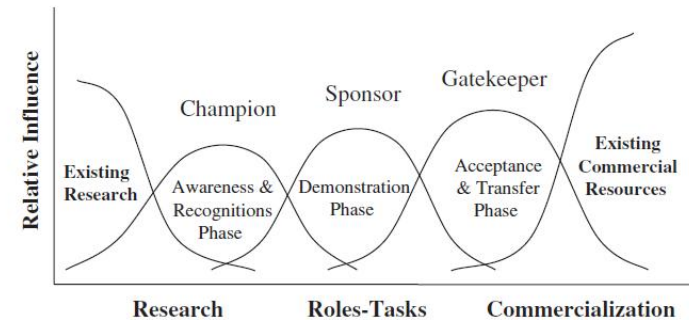 Relative Influence
Champion
Sponsor
Gatekeeper
Existing
Research
Awareness &
Recognitions
Phase
Demonstration
Phase
Acceptance
& Transfer
Phase
Existing
Commercial
Resources
Research
Roles-Tasks
Commercialization